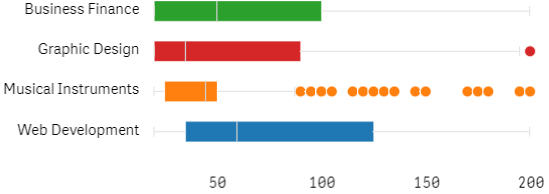 Business Finance
Graphic Design
Musical Instruments
Web Development
50 100 150 200